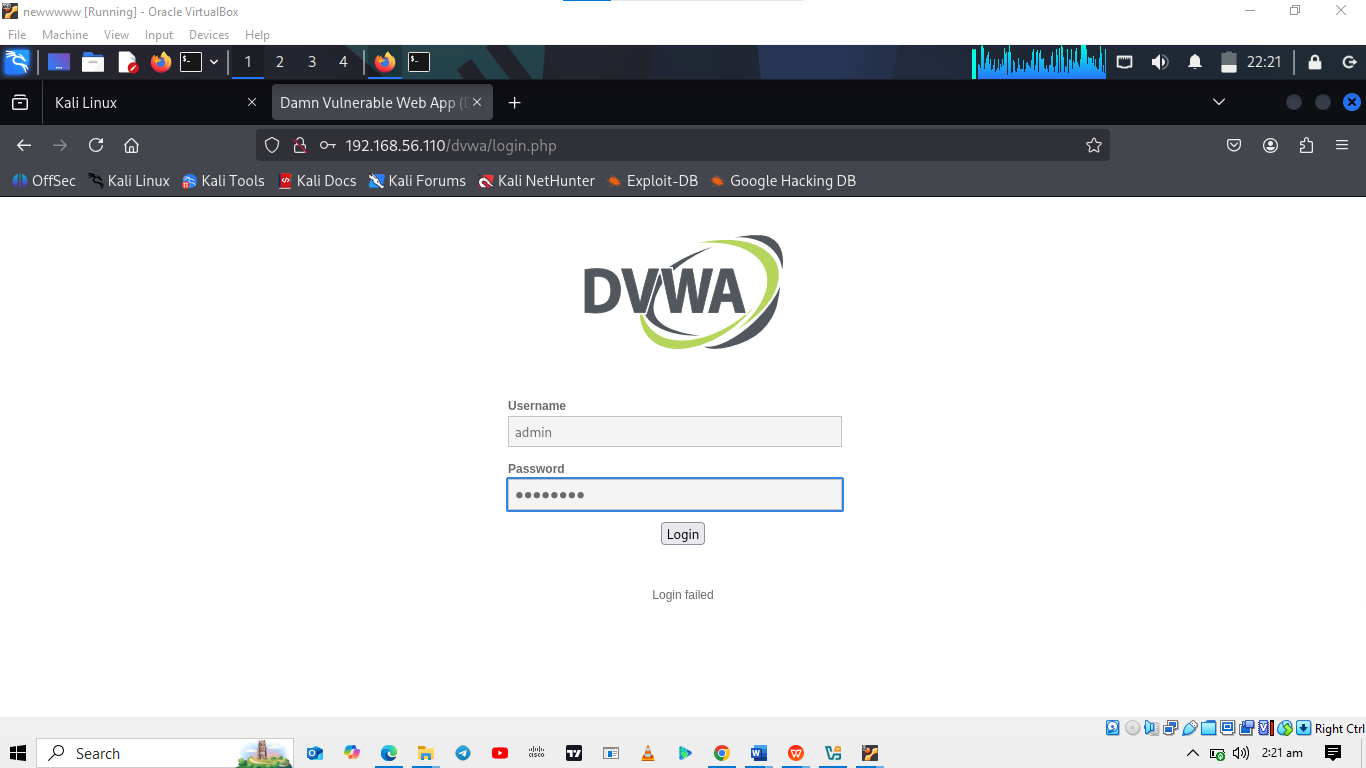 newwwww [Running] - Oracle VirtualBox
File Machine View Input Devices Help
1 2 3 4 22:21
Kali Linux Damn Vulnerable Web App (
192.168.56.110/dvwa/login.php
OffSec Kali Linux Kali Tools Kali Docs Kali Forums Kali NetHunter Exploit-DB Google Hacking DB
DVWA
Username
admin
Password
Login
Login failed
Right Ctrl
Search 2:21 am